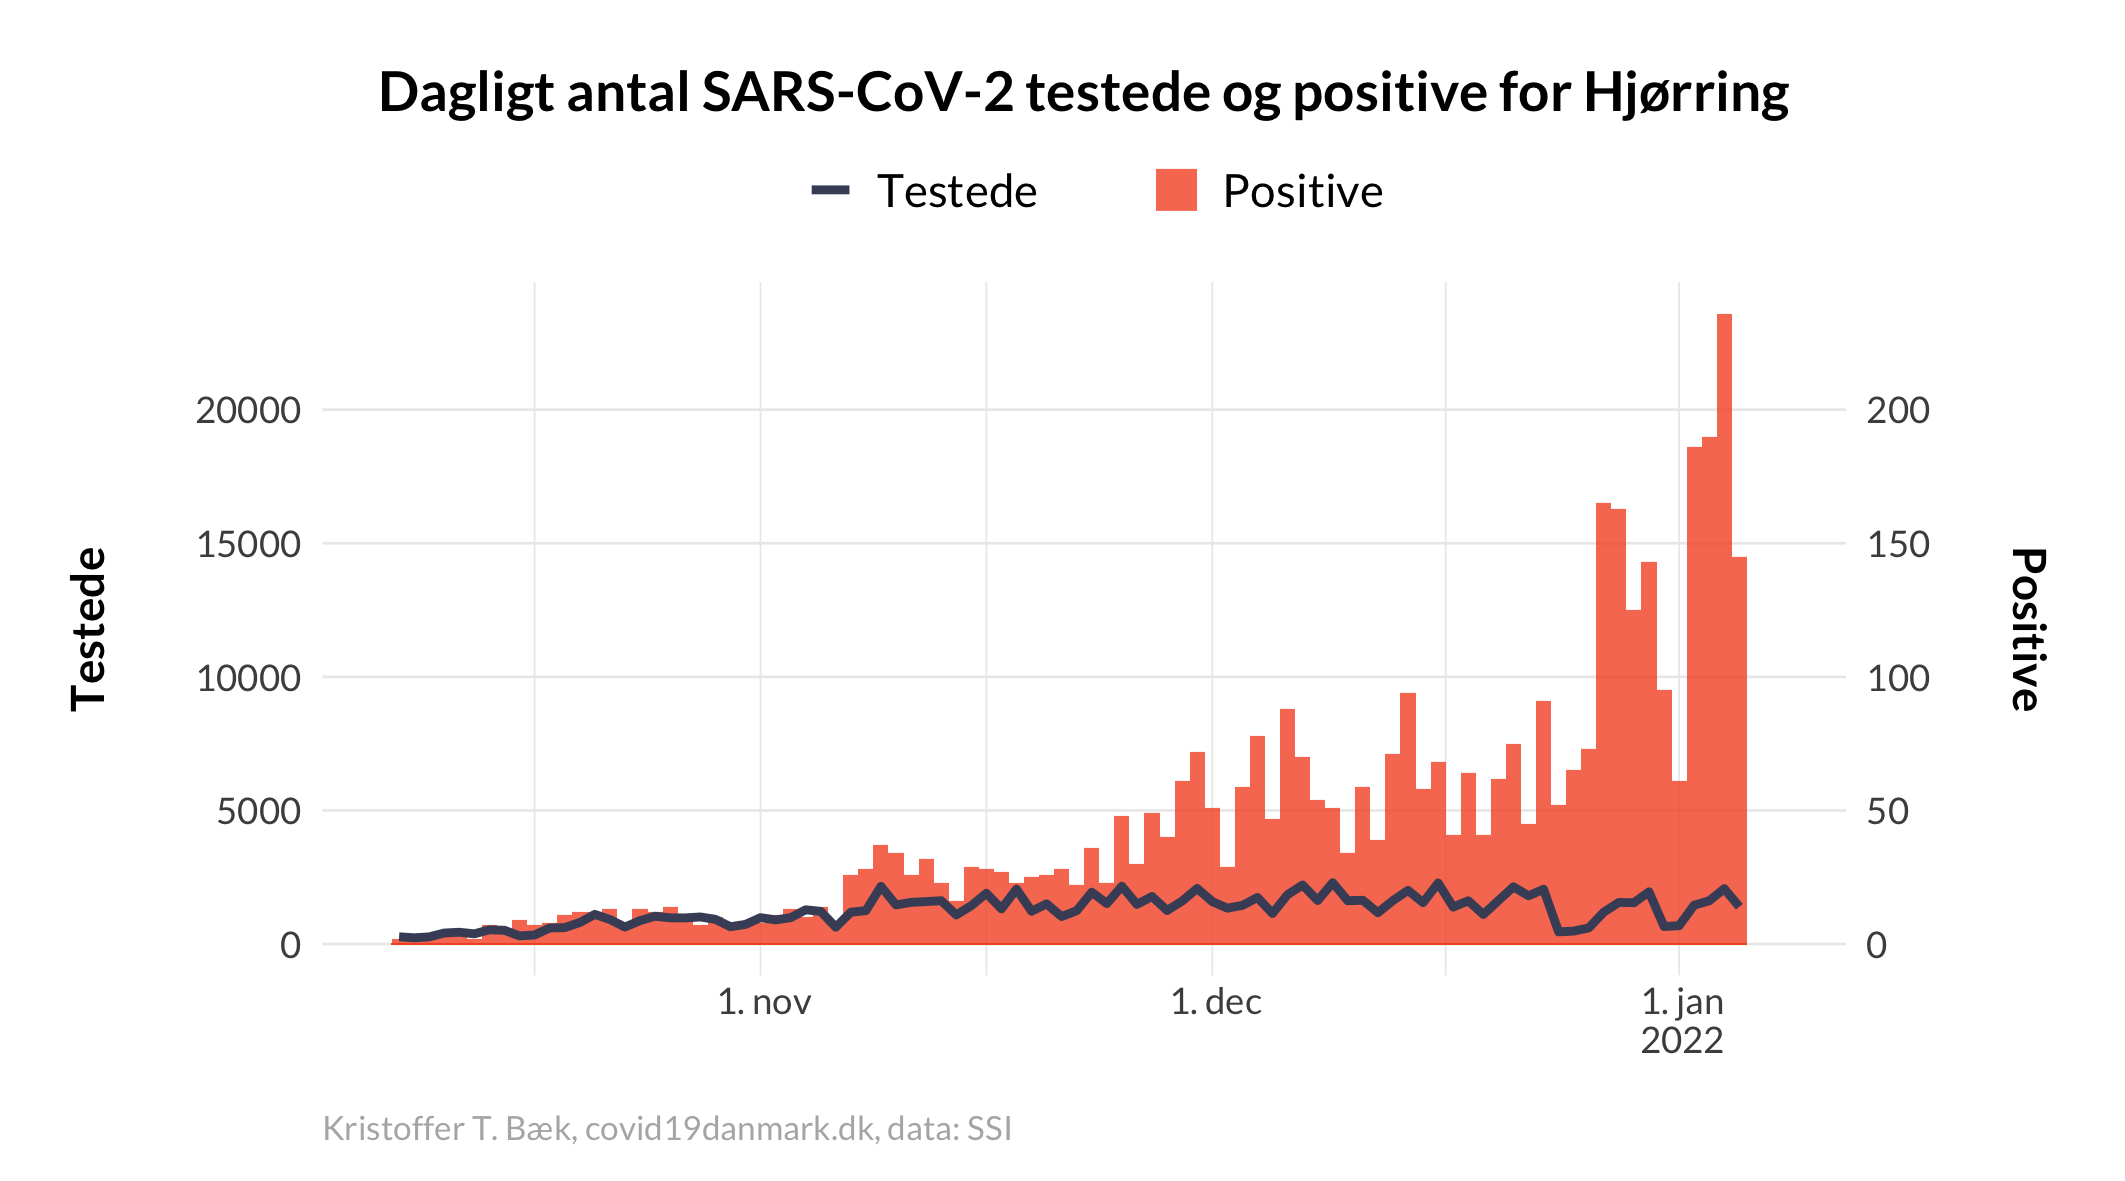 Dagligt antal SARS-CoV-2 testede og positive for Hjørring
Testede
Positive
Testede
20000
15000
10000
5000
0
200
150
100
50
0
Positive
1. nov
1. dec
1. jan
2022
Kristoffer T. Bæk, covid19danmark.dk, data: SSI